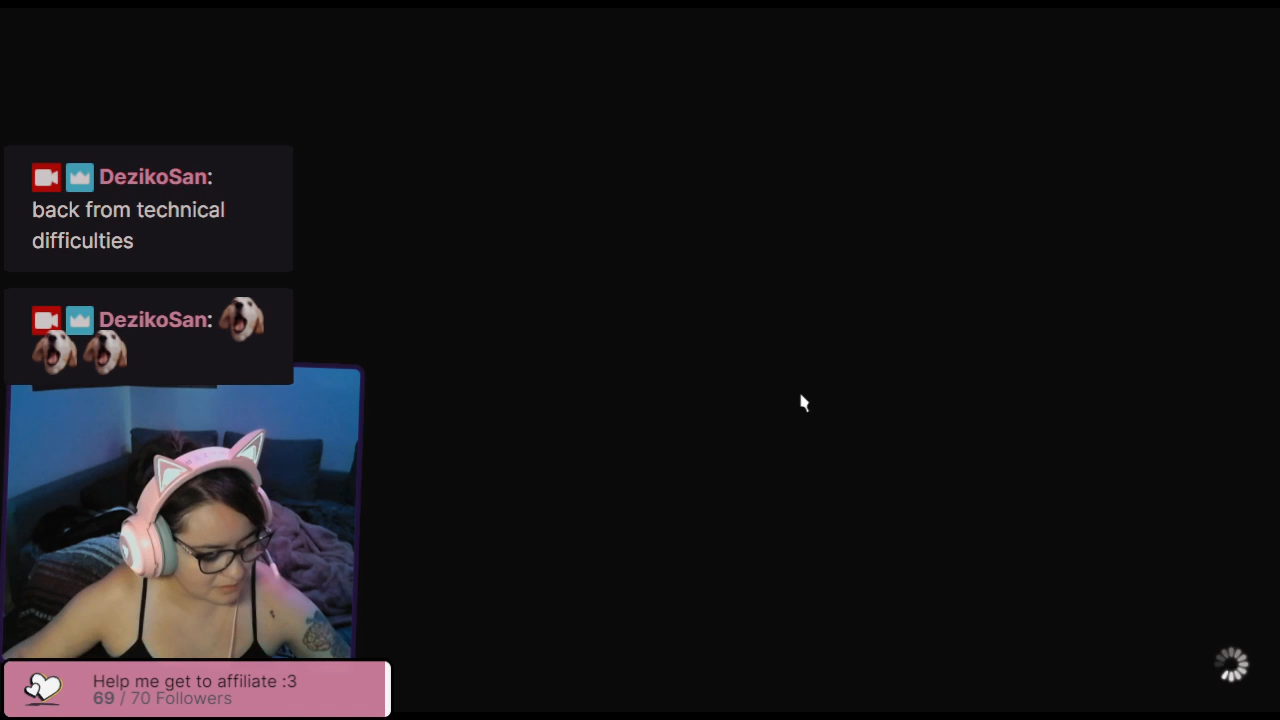 DezikoSan:
back from technical
difficulties
DezikoSan:
Help me get to affiliate :3
69 / 70 Followers